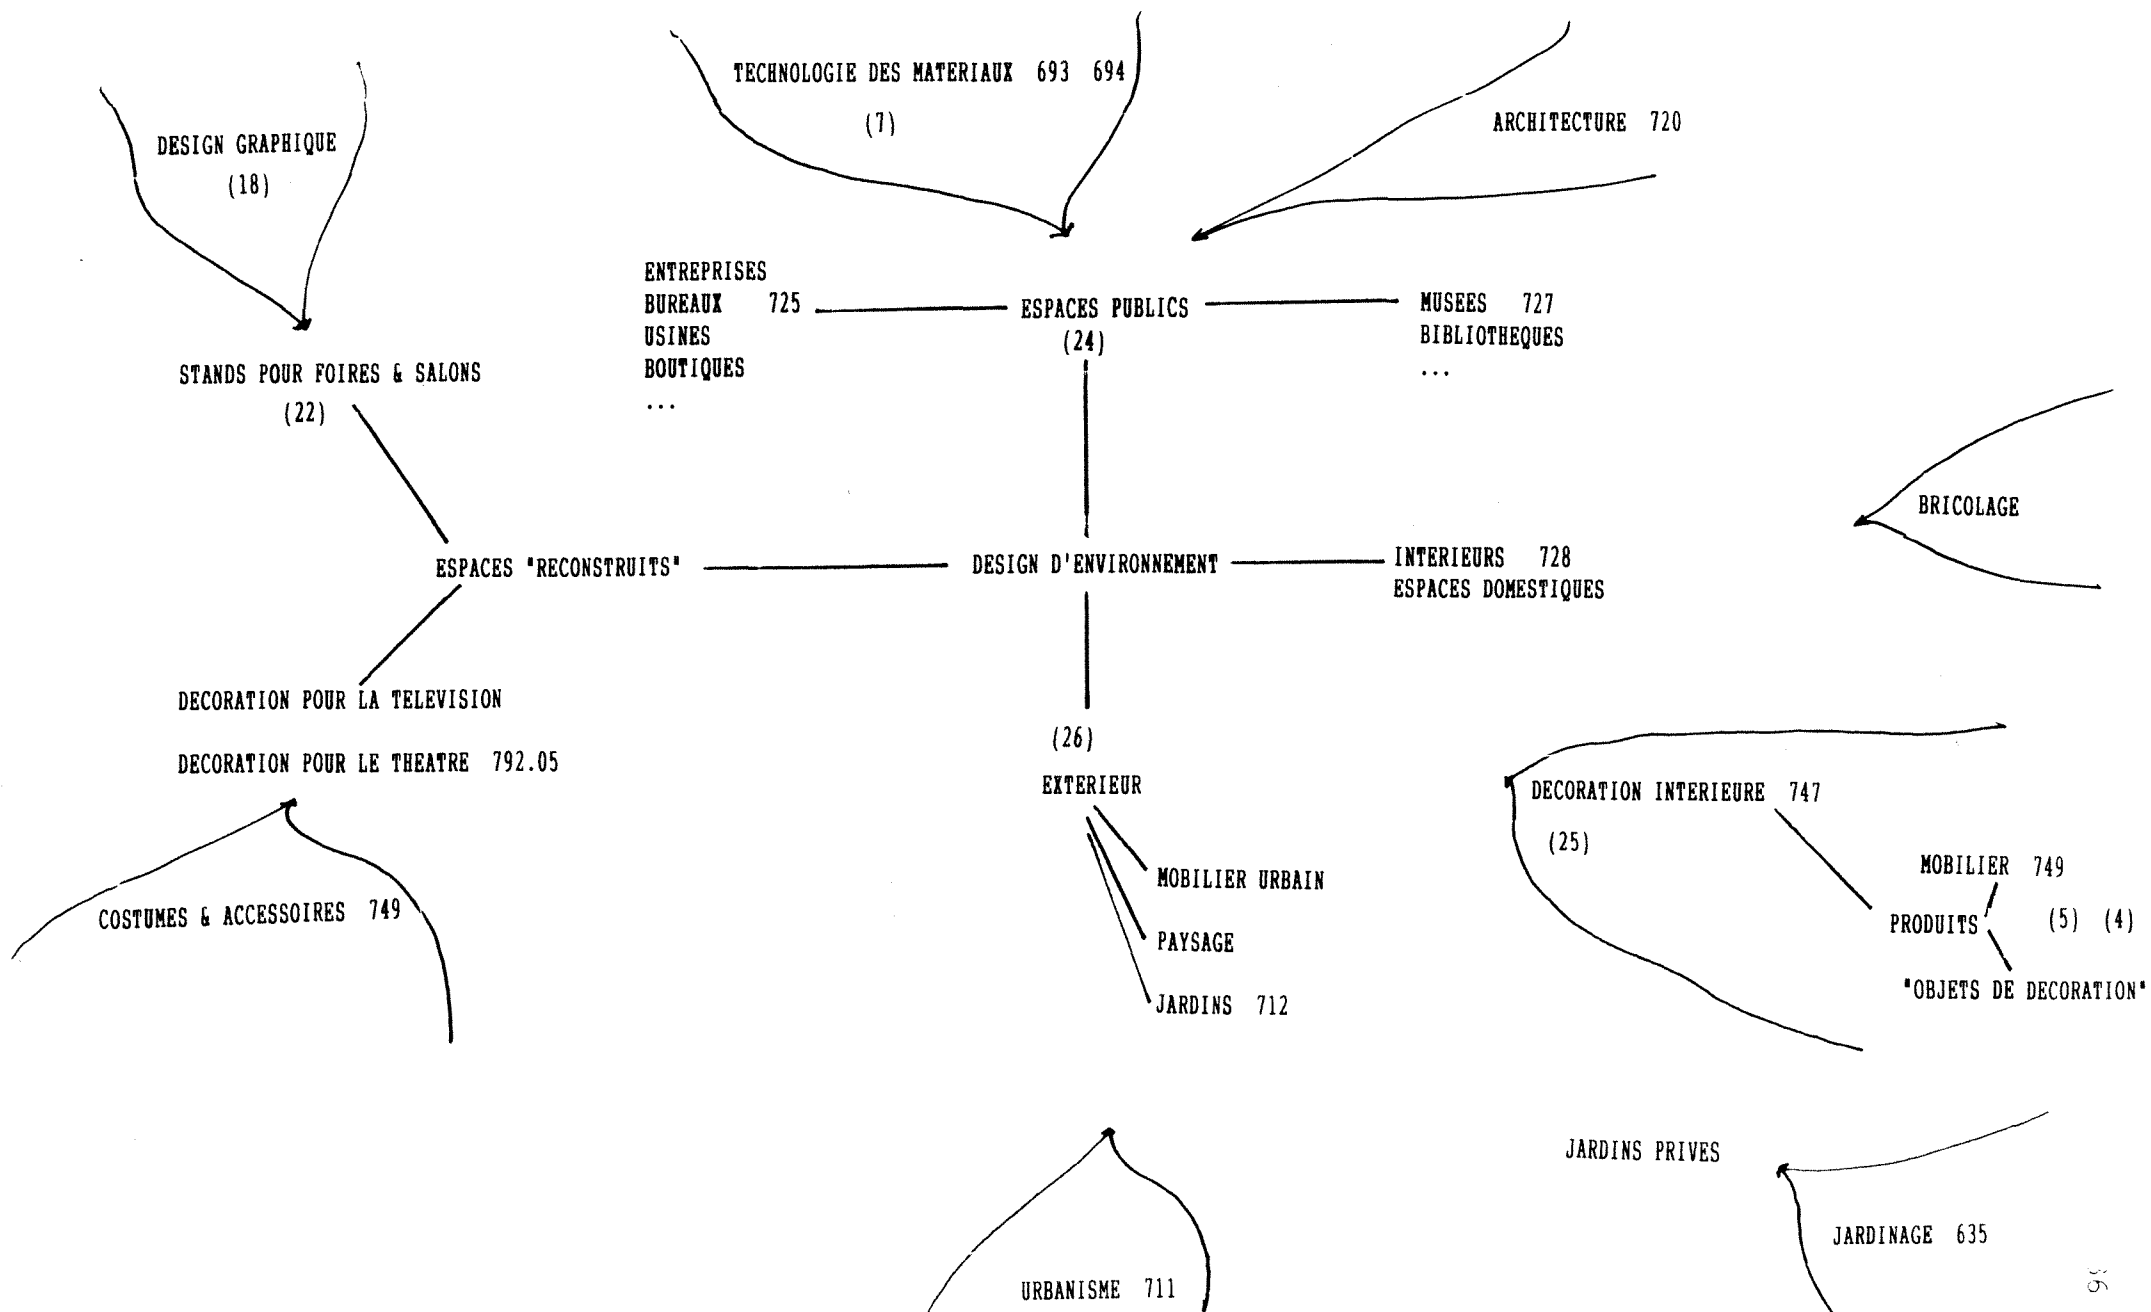 TECHNOLOGIE DES MATERIAUX 693 694
(7)
ARCHITECTURE 720
DESIGN GRAPHIQUE
(18)
ENTREPRISES
BUREAUX 725
USINES
BOUTIQUES
...
ESPACES PUBLICS
(24)
MUSEES 727
BIBLIOTHEQUES
...
STANDS POUR FOIRES & SALONS
(22)
BRICOLAGE
ESPACES "RECONSTRUITS"
DESIGN D'ENVIRONNEMENT
INTERIEURS 728
ESPACES DOMESTIQUES
DECORATION POUR LA TELEVISION
DECORATION POUR LE THEATRE 792.05
(26)
EXTERIEUR
DECORATION INTERIEURE 747
(25)
MOBILIER 749
PRODUITS (5) (4)
"OBJETS DE DECORATION"
COSTUMES & ACCESSOIRES 749
MOBILIER URBAIN
PAYSAGE
JARDINS 712
JARDINS PRIVES
JARDINAGE 635
URBANISME 711